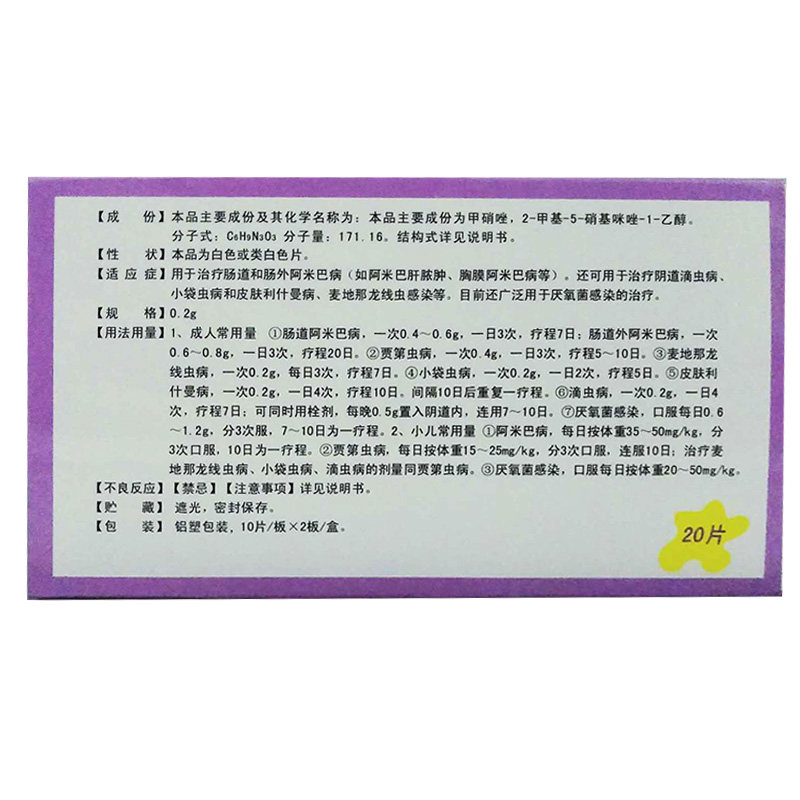 【成　份】本品主要成份及其化学名称为：本品主要成份为甲硝唑，2-甲基-5-硝基咪唑-1-乙醇。
分子式：C6H9N3O3 分子量：171.16。结构式详见说明书。
【性　状】本品为白色或类白色片。
【适应症】用于治疗肠道和肠外阿米巴病（如阿米巴肝脓肿、胸膜阿米巴病等）。还可用于治疗阴道滴虫病、
小袋虫病和皮肤利什曼病、麦地那龙线虫感染等。目前还广泛用于厌氧菌感染的治疗。
【规　格】0.2g
【用法用量】1、成人常用量　①肠道阿米巴病，一次0.4～0.6g，一日3次，疗程7日；肠道外阿米巴病，一次
0.6～0.8g，一日3次，疗程20日。②贾第虫病，一次0.4g，一日3次，疗程5～10日。③麦地那龙
线虫病，一次0.2g，每日3次，疗程7日。④小袋虫病，一次0.2g，一日2次，疗程5日。⑤皮肤利
什曼病，一次0.2g，一日4次，疗程10日。间隔10日后重复一疗程。⑥滴虫病，一次0.2g，一日4
次，疗程7日；可同时用栓剂，每晚0.5g置入阴道内，连用7～10日。⑦厌氧菌感染，口服每日0.6
～1.2g，分3次服，7～10日为一疗程。2、小儿常用量　①阿米巴病，每日按体重35～50mg/kg，分
3次口服，10日为一疗程。②贾第虫病，每日按体重15～25mg/kg，分3次口服，连服10日；治疗麦
地那龙线虫病、小袋虫病、滴虫病的剂量同贾第虫病。③厌氧菌感染，口服每日按体重20～50mg/kg。
【不良反应】【禁忌】【注意事项】详见说明书。
【贮　藏】遮光，密封保存。
【包　装】铝塑包装，10片/板×2板/盒。
20片